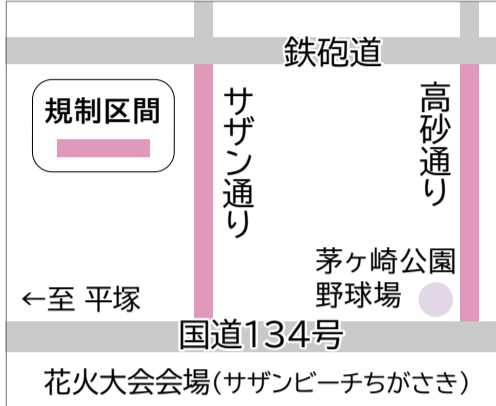 鉄砲道
規制区間
サザン通り
高砂通り
茅ヶ崎公園
野球場
←至 平塚
国道134号
花火大会会場(サザンビーチちがさき)